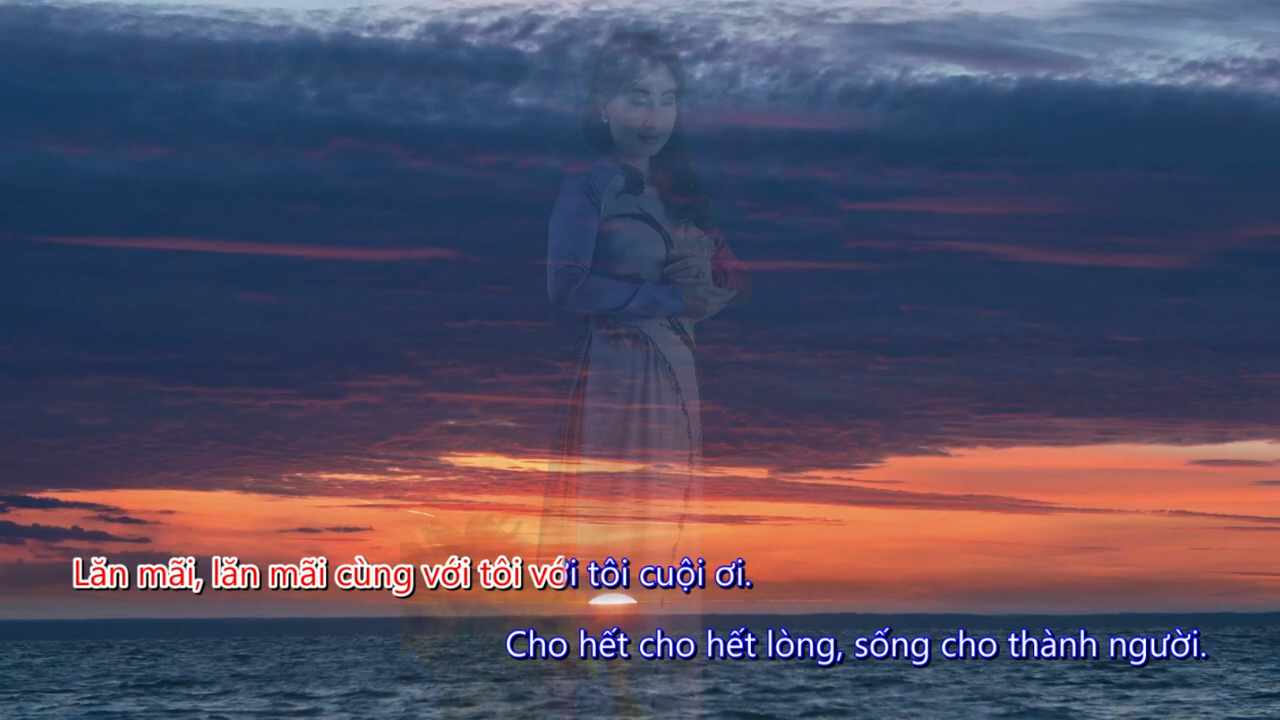 Lăn mãi, lăn mãi cùng với tôi với tôi cuội ơi.
Cho hết cho hết lòng, sống cho thành người.